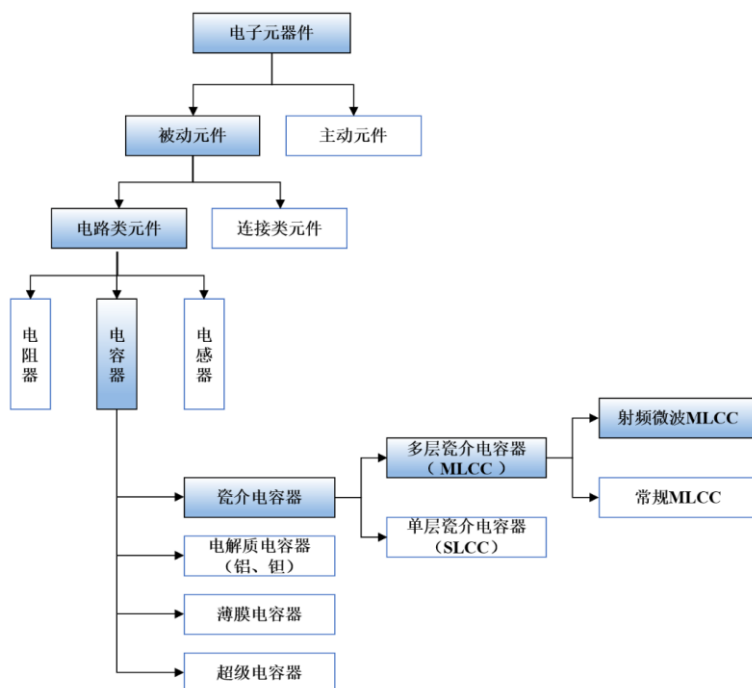 电子元器件
被动元件
主动元件
电路类元件
连接类元件
电阻器
电容器
电感器
射频微波MLCC
多层瓷介电容器
（ MLCC ）
瓷介电容器
常规MLCC
单层瓷介电容器
（SLCC）
电解质电容器
（铝、钽）
薄膜电容器
超级电容器